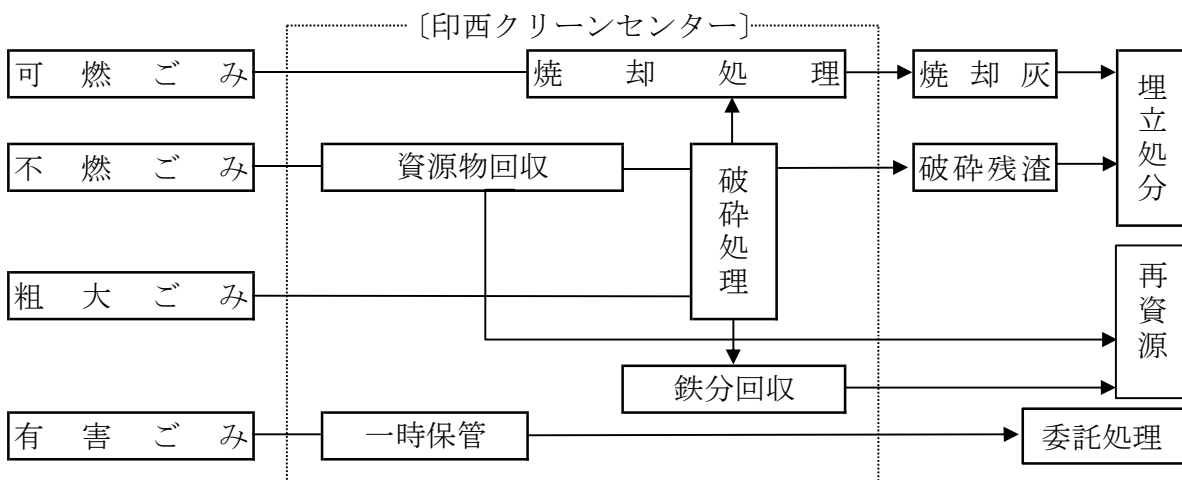 〔印西クリーンセンター〕
可燃ごみ
焼却処理
焼却灰
埋立処分
不燃ごみ
資源物回収
破砕処理
破砕残渣
粗大ごみ
再資源
鉄分回収
有害ごみ
一時保管
委託処理